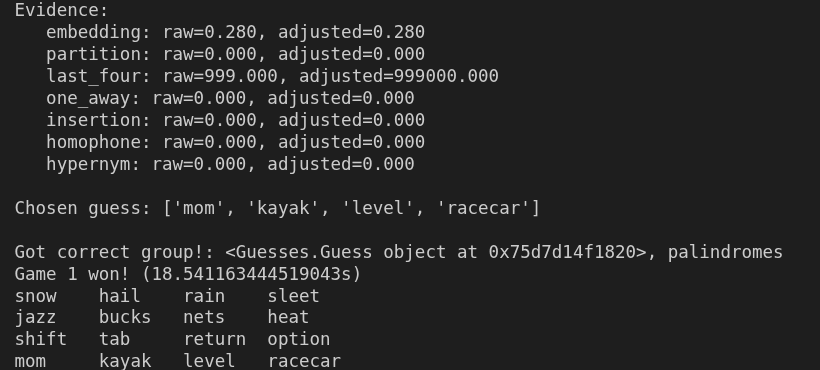 Evidence:
embedding: raw=0.280, adjusted=0.280
partition: raw=0.000, adjusted=0.000
last_four: raw=999.000, adjusted=999000.000
one_away: raw=0.000, adjusted=0.000
insertion: raw=0.000, adjusted=0.000
homophone: raw=0.000, adjusted=0.000
hypernym: raw=0.000, adjusted=0.000
Chosen guess: ['mom', 'kayak', 'level', 'racecar']
Got correct group!: <Guesses.Guess object at 0x75d7d14f1820>, palindromes
Game 1 won! (18.541163444519043s)
snow hail rain sleet
jazz bucks nets heat
shift tab return option
mom kayak level racecar